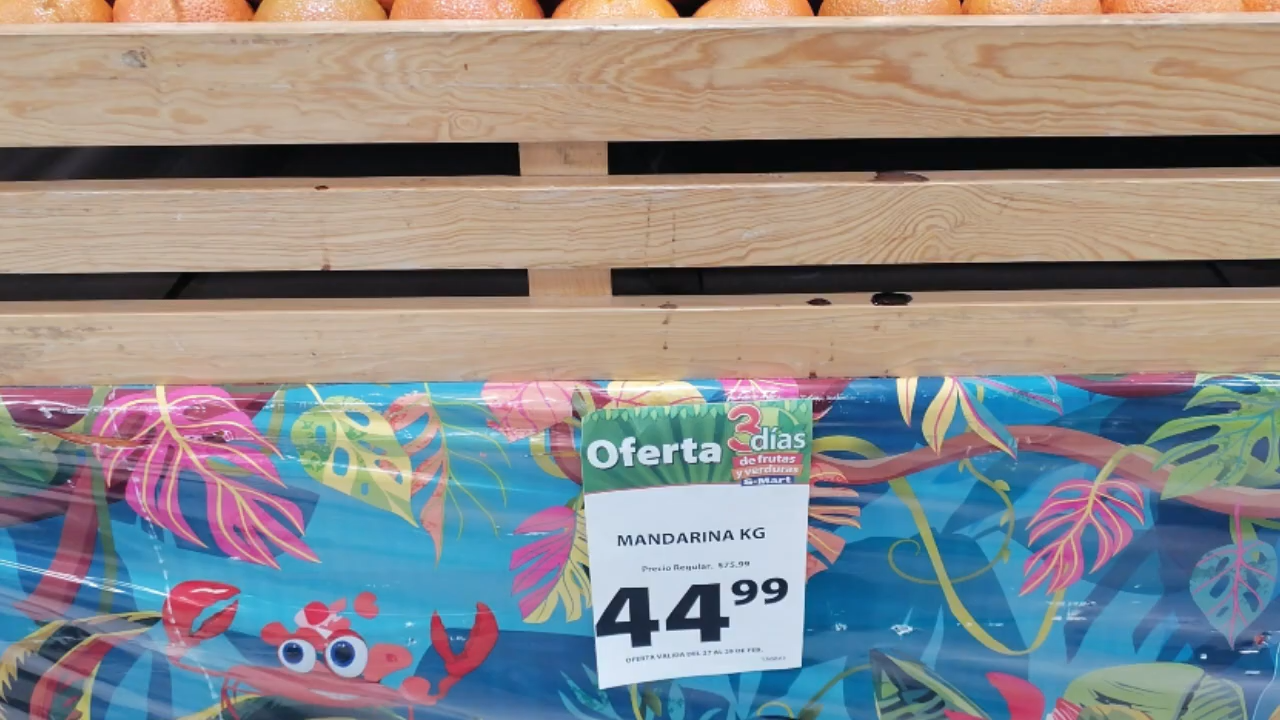 Oferta
3 días
de frutas
y verduras
S-Mart
MANDARINA KG
Precio Regular. $75.99
44.99
OFERTA VALIDA DEL 27 AL 29 DE FEB.